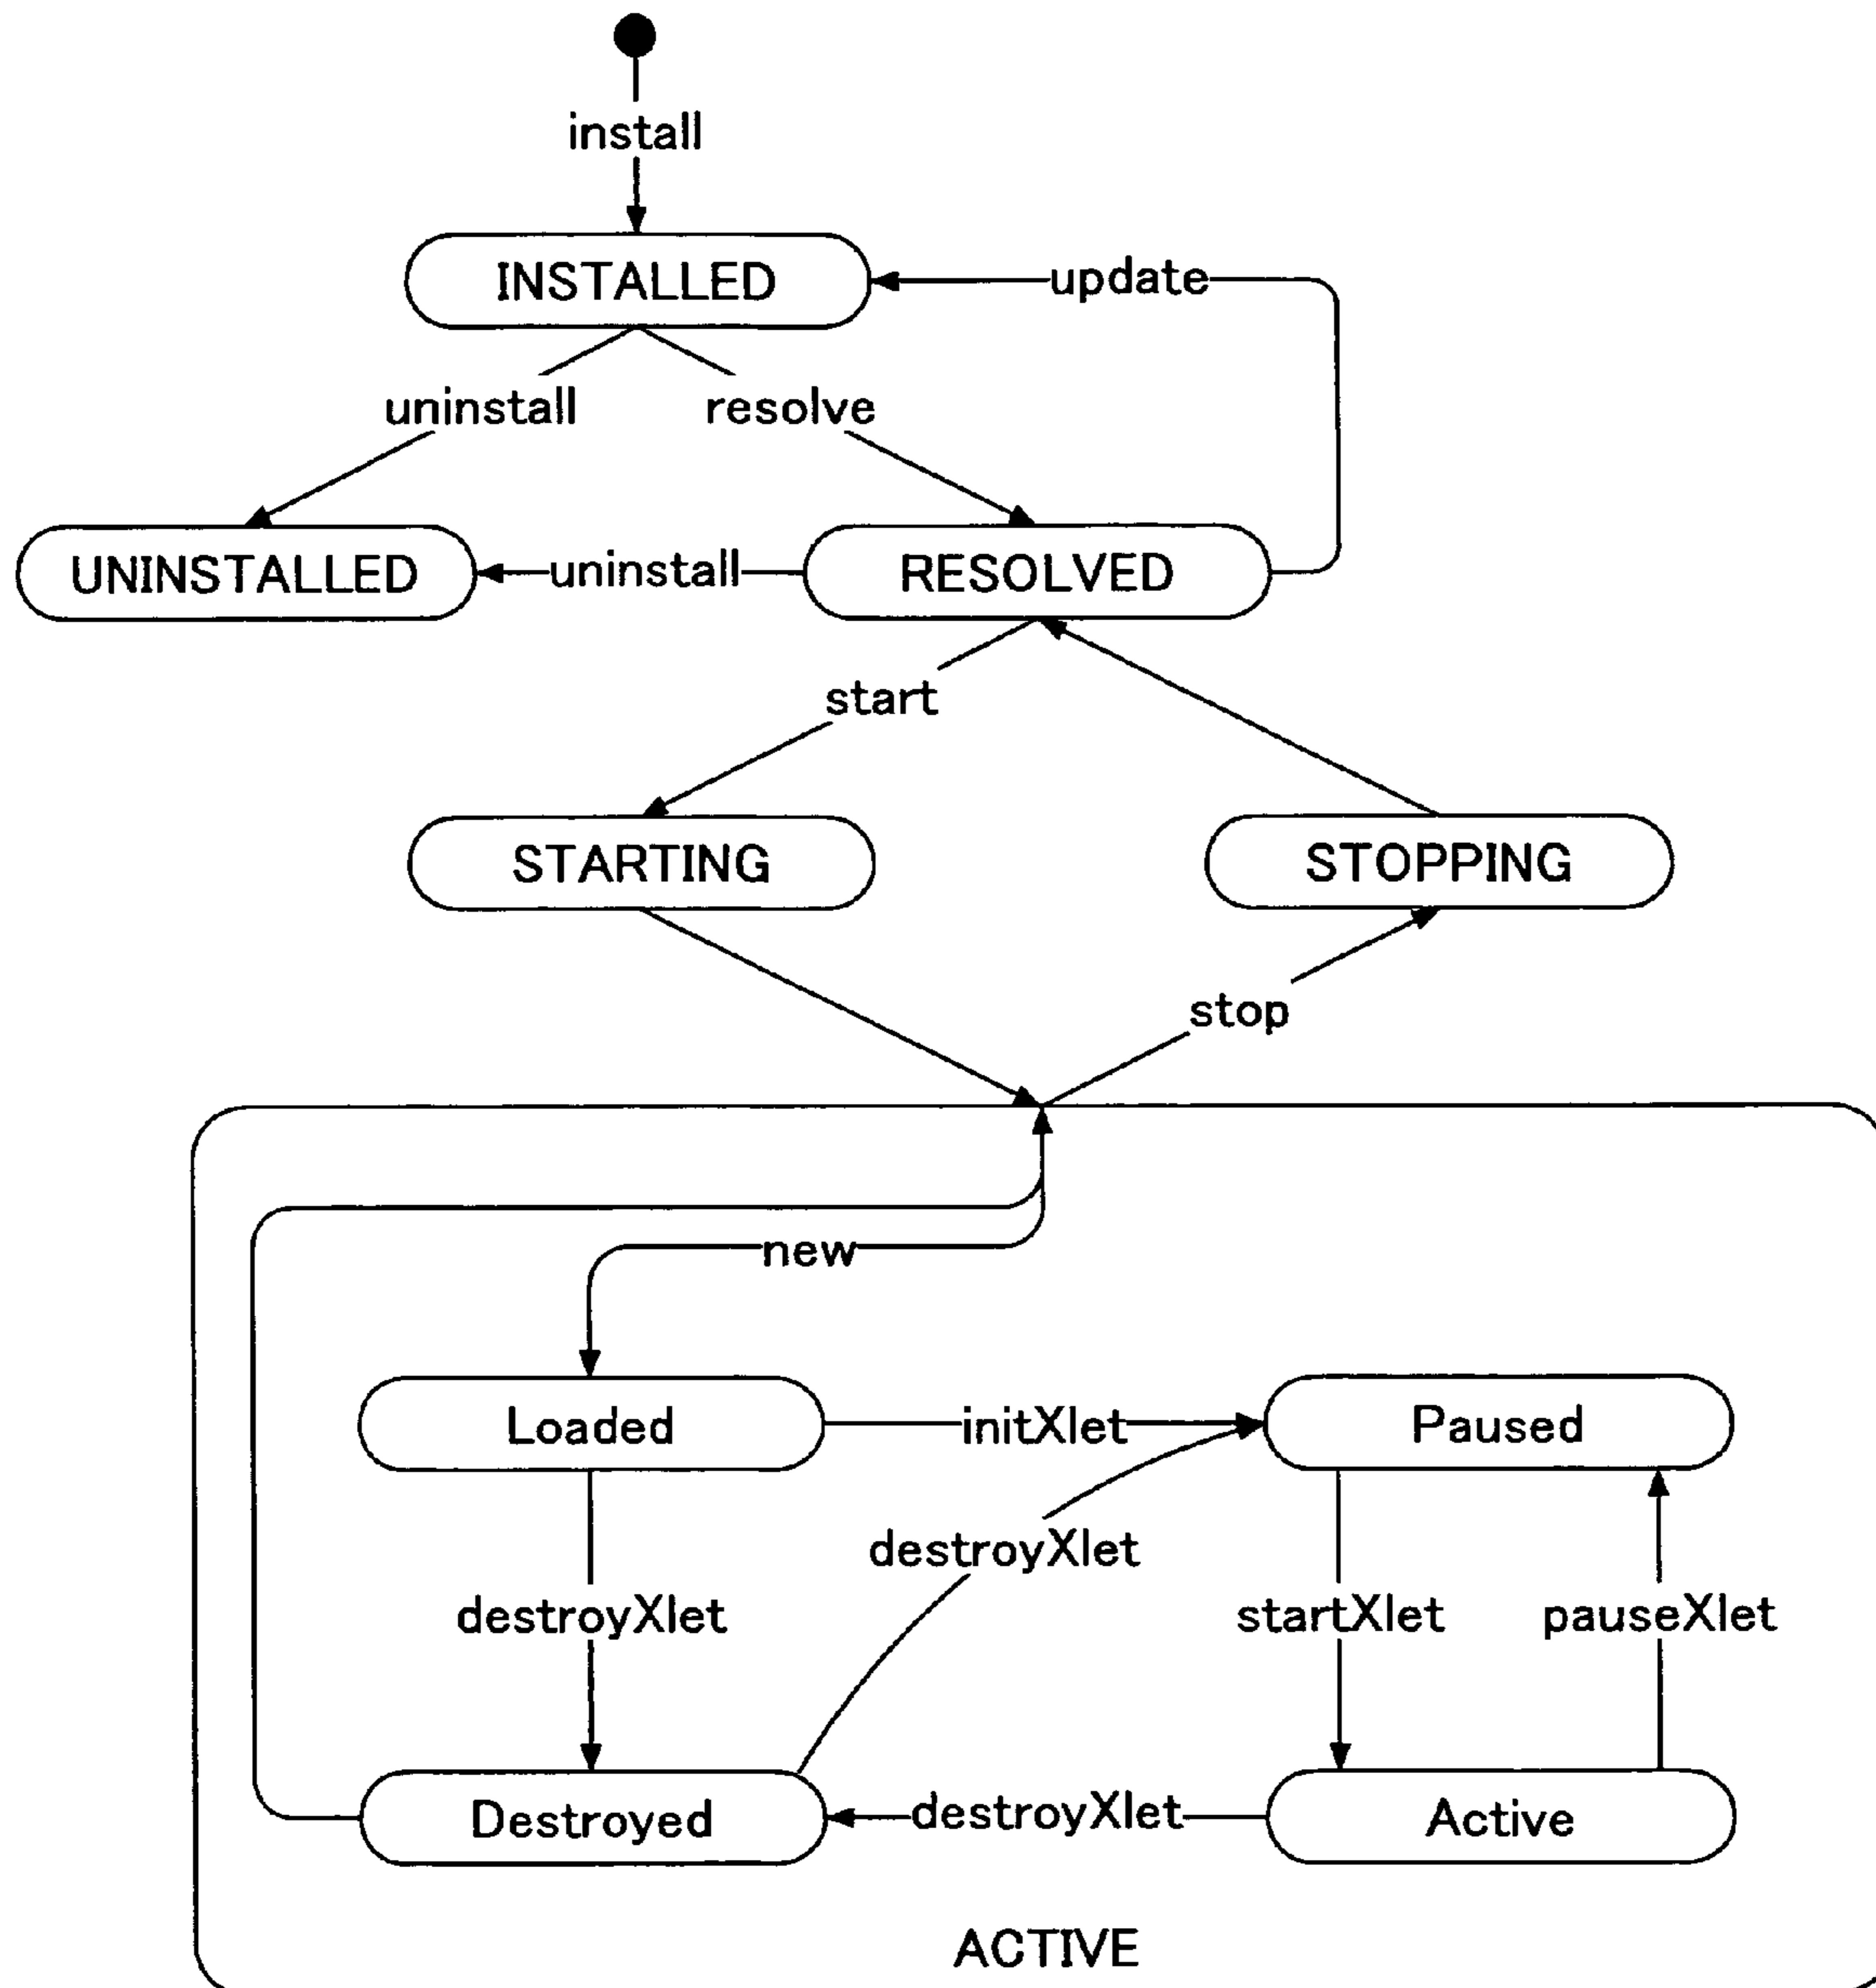 install
INSTALLED
update
uninstall
resolve
UNINSTALLED
uninstall
RESOLVED
start
STARTING
STOPPING
stop
new
Loaded
initXlet
Paused
destroyXlet
destroyXlet
startXlet
pauseXlet
Destroyed
destroyXlet
Active
ACTIVE